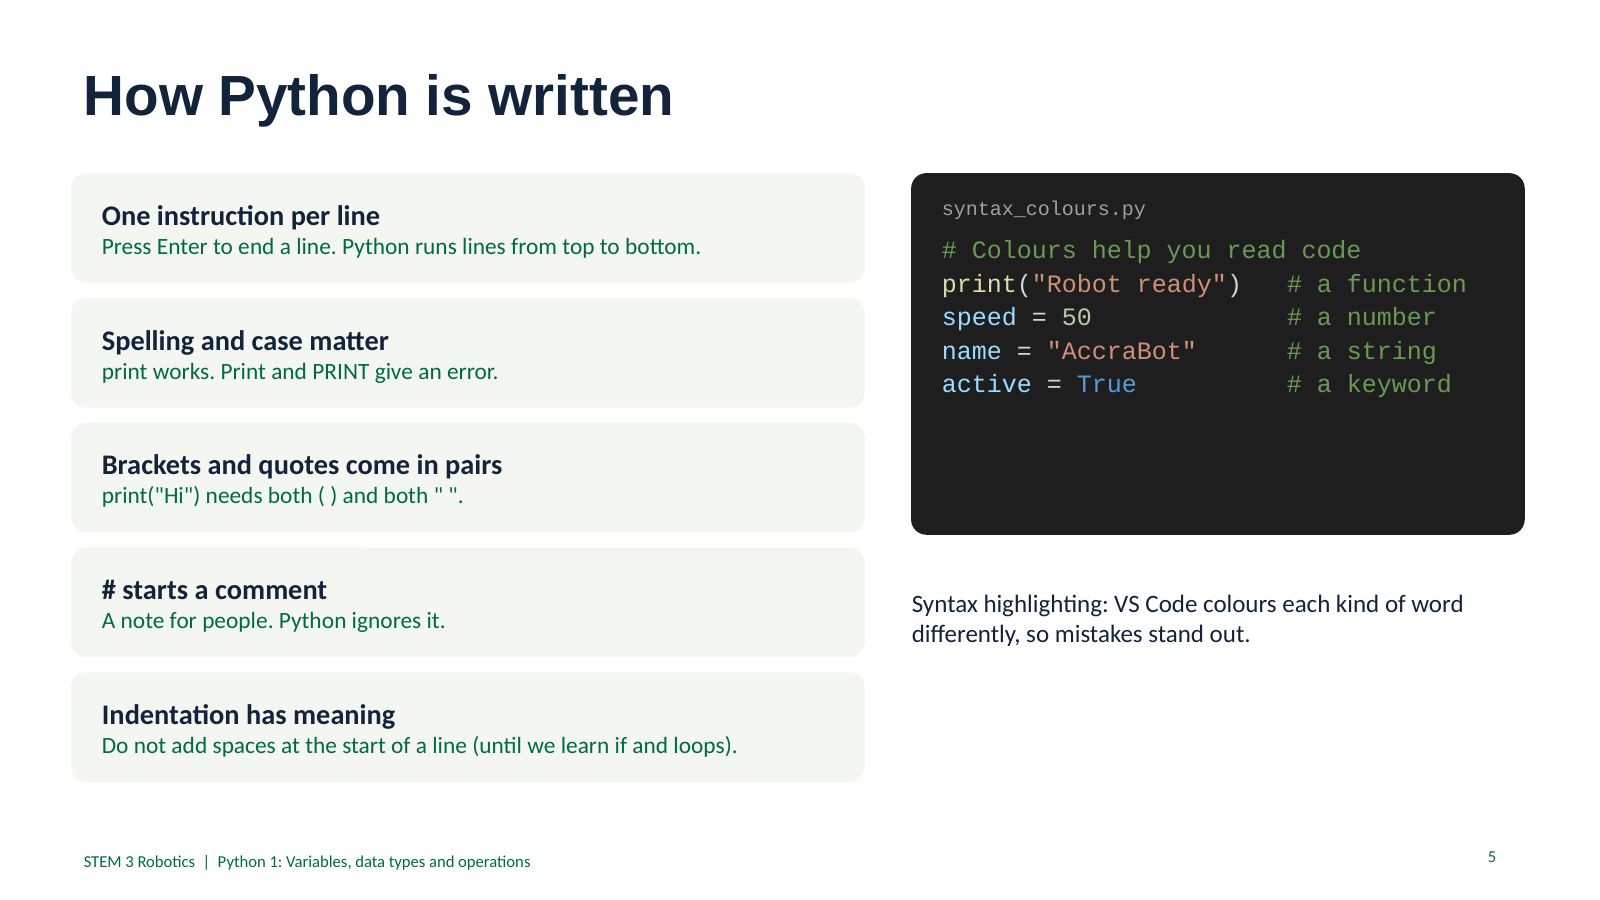 How Python is written
One instruction per line
Press Enter to end a line. Python runs lines from top to bottom.
Spelling and case matter
print works. Print and PRINT give an error.
Brackets and quotes come in pairs
print("Hi") needs both ( ) and both " ".
# starts a comment
A note for people. Python ignores it.
Indentation has meaning
Do not add spaces at the start of a line (until we learn if and loops).
syntax_colours.py
# Colours help you read code
print("Robot ready")   # a function
speed = 50             # a number
name = "AccraBot"      # a string
active = True          # a keyword
Syntax highlighting: VS Code colours each kind of word
differently, so mistakes stand out.
STEM 3 Robotics | Python 1: Variables, data types and operations
5